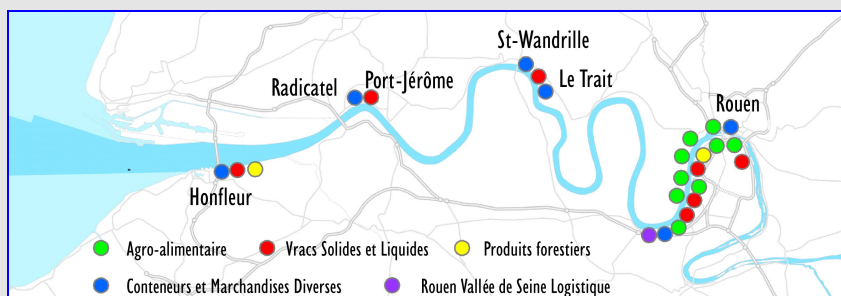 St-Wandrille
Radicatel
Port-Jérôme
Le Trait
Rouen
Honfleur
Agro-alimentaire
Vracs Solides et Liquides
Produits forestiers
Conteneurs et Marchandises Diverses
Rouen Vallée de Seine Logistique